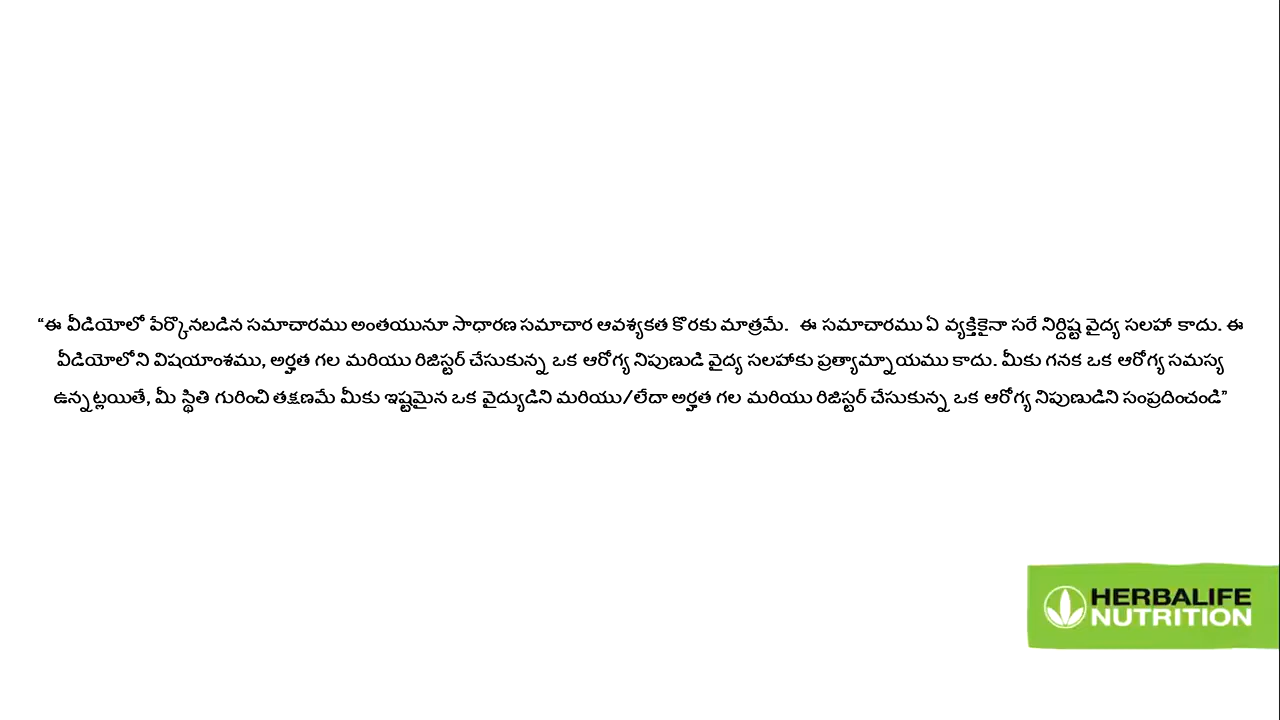 “ఈ వీడియోలో పేర్కొనబడిన సమాచారము అంతయునూ సాధారణ సమాచార ఆవశ్యకత కొరకు మాత్రమే. ఈ సమాచారము ఏ వ్యక్తికైనా సరే నిర్దిష్ట వైద్య సలహా కాదు. ఈ
వీడియోలోని విషయాంశము, అర్హత గల మరియు రిజిస్టర్ చేసుకున్న ఒక ఆరోగ్య నిపుణుడి వైద్య సలహాకు ప్రత్యామ్నాయము కాదు. మీకు గనక ఒక ఆరోగ్య సమస్య
ఉన్నట్లయితే, మీ స్థితి గురించి తక్షణమే మీకు ఇష్టమైన ఒక వైద్యుడిని మరియు/లేదా అర్హత గల మరియు రిజిస్టర్ చేసుకున్న ఒక ఆరోగ్య నిపుణుడిని సంప్రదించండి”
HERBALIFE
NUTRITION